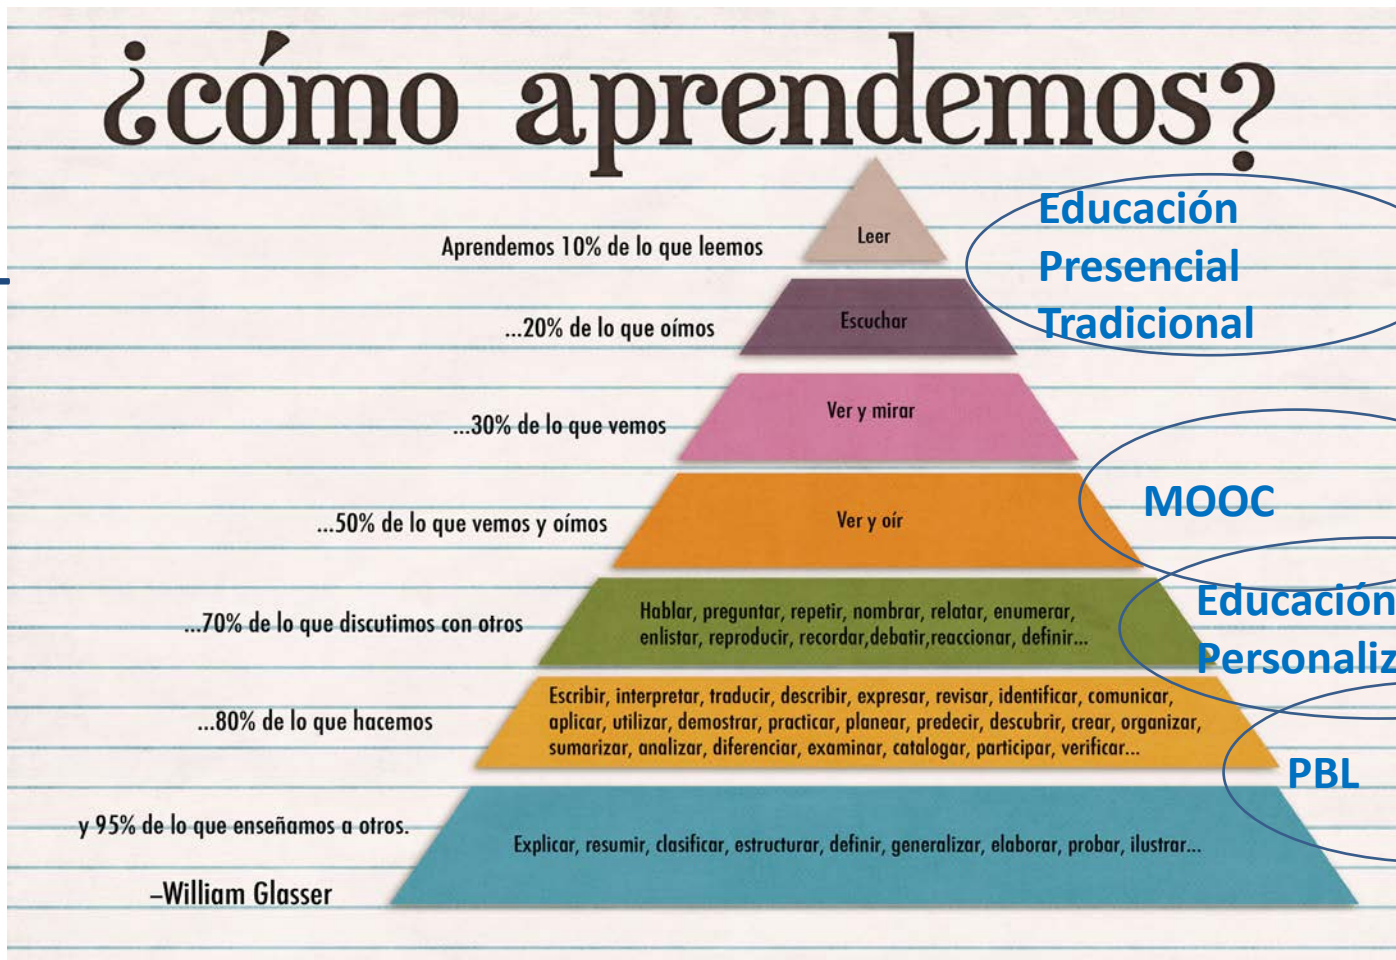 ¿cómo aprendemos?
Educación
Presencial
Tradicional
Aprendemos 10% de lo que leemos
Leer
...20% de lo que oímos
Escuchar
...30% de lo que vemos
Ver y mirar
...50% de lo que vemos y oímos
Ver y oír
MOOC
...70% de lo que discutimos con otros
Hablar, preguntar, repetir, nombrar, relatar, enumerar,
enlistar, reproducir, recordar,debatir,reaccionar, definir...
Educación
Personaliz
...80% de lo que hacemos
Escribir, interpretar, traducir, describir, expresar, revisar, identificar, comunicar,
aplicar, utilizar, demostrar, practicar, planear, predecir, descubrir, crear, organizar,
sumarizar, analizar, diferenciar, examinar, catalogar, participar, verificar...
PBL
y 95% de lo que enseñamos a otros.
Explicar, resumir, clasificar, estructurar, definir, generalizar, elaborar, probar, ilustrar...
–William Glasser